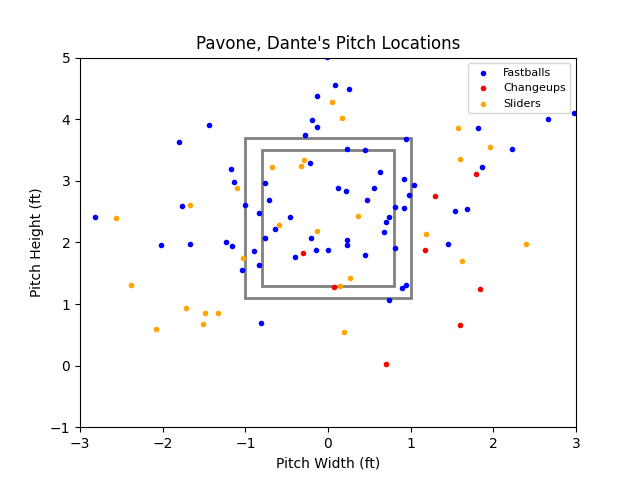 Pavone, Dante's Pitch Locations
Fastballs
Changeups
Sliders
Pitch Height (ft)
5
4
3
2
1
0
−1
−3
−2
−1
0
1
2
3
Pitch Width (ft)